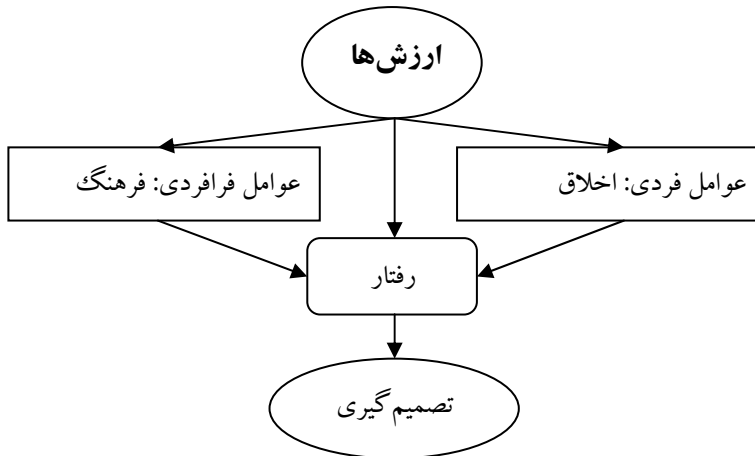 ارزش‌ها
عوامل فردی: اخلاق
عوامل فرافردی: فرهنگ
رفتار
تصمیم‌گیری